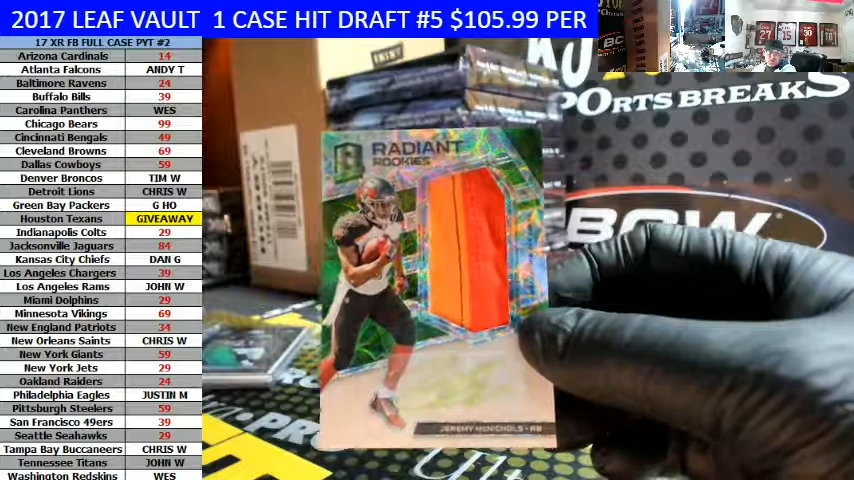 2017 LEAF VAULT 1 CASE HIT DRAFT #5 $105.99 PER
17 XR FB FULL CASE PYT #2
Arizona Cardinals 14
Atlanta Falcons ANDY T
Baltimore Ravens 24
Buffalo Bills 39
Carolina Panthers WES
Chicago Bears 99
Cincinnati Bengals 49
Cleveland Browns 69
Dallas Cowboys 59
Denver Broncos TIM W
Detroit Lions CHRIS W
Green Bay Packers G HO
Houston Texans GIVEAWAY
Indianapolis Colts 29
Jacksonville Jaguars 84
Kansas City Chiefs DAN G
Los Angeles Chargers 39
Los Angeles Rams JOHN W
Miami Dolphins 29
Minnesota Vikings 69
New England Patriots 34
New Orleans Saints CHRIS W
New York Giants 59
New York Jets 29
Oakland Raiders 24
Philadelphia Eagles JUSTIN M
Pittsburgh Steelers 59
San Francisco 49ers 39
Seattle Seahawks 29
Tampa Bay Buccaneers CHRIS W
Tennessee Titans JOHN W
Washington Redskins WES
RADIANT
ROOKIES
JEREMY MCNICHOLS • RB
SPORTS BREAKS
BCW